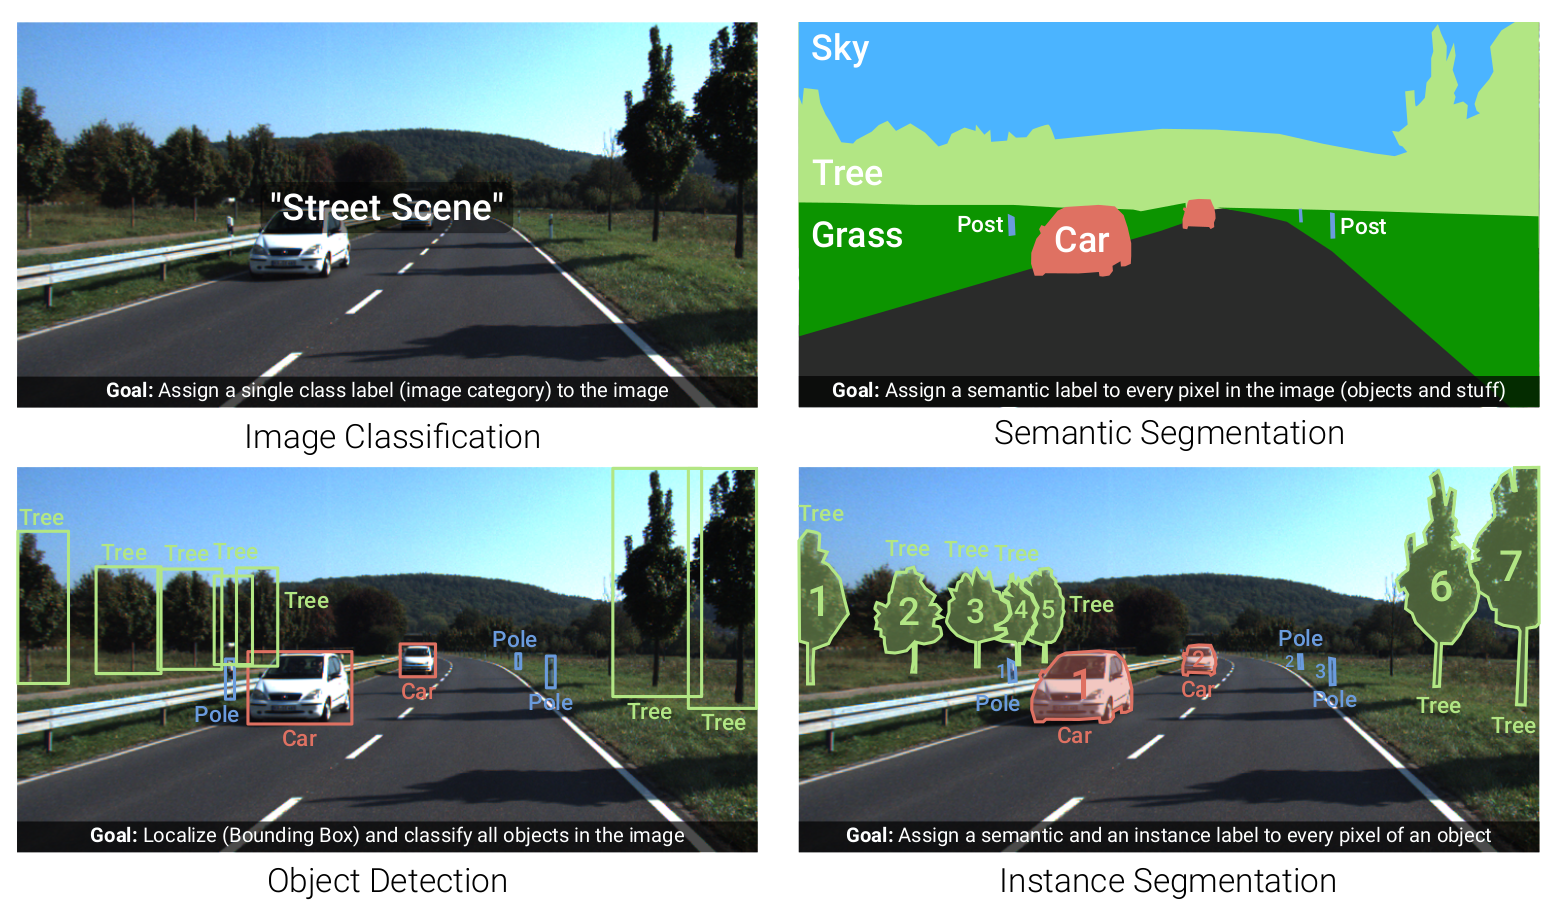 "Street Scene"
Goal: Assign a single class label (image category) to the image
Image Classification
Sky
Tree
Grass
Post
Car
Post
Goal: Assign a semantic label to every pixel in the image (objects and stuff)
Semantic Segmentation
Tree
Tree
Tree
Tree
Tree
Pole
Car
Pole
Pole
Car
Tree
Tree
Goal: Localize (Bounding Box) and classify all objects in the image
Object Detection
Tree
Tree
Tree
Tree
Tree
1
2
3
4
5
6
7
Pole
1
2
3
1
2
Pole
Car
Pole
Car
Tree
Tree
Goal: Assign a semantic and an instance label to every pixel of an object
Instance Segmentation